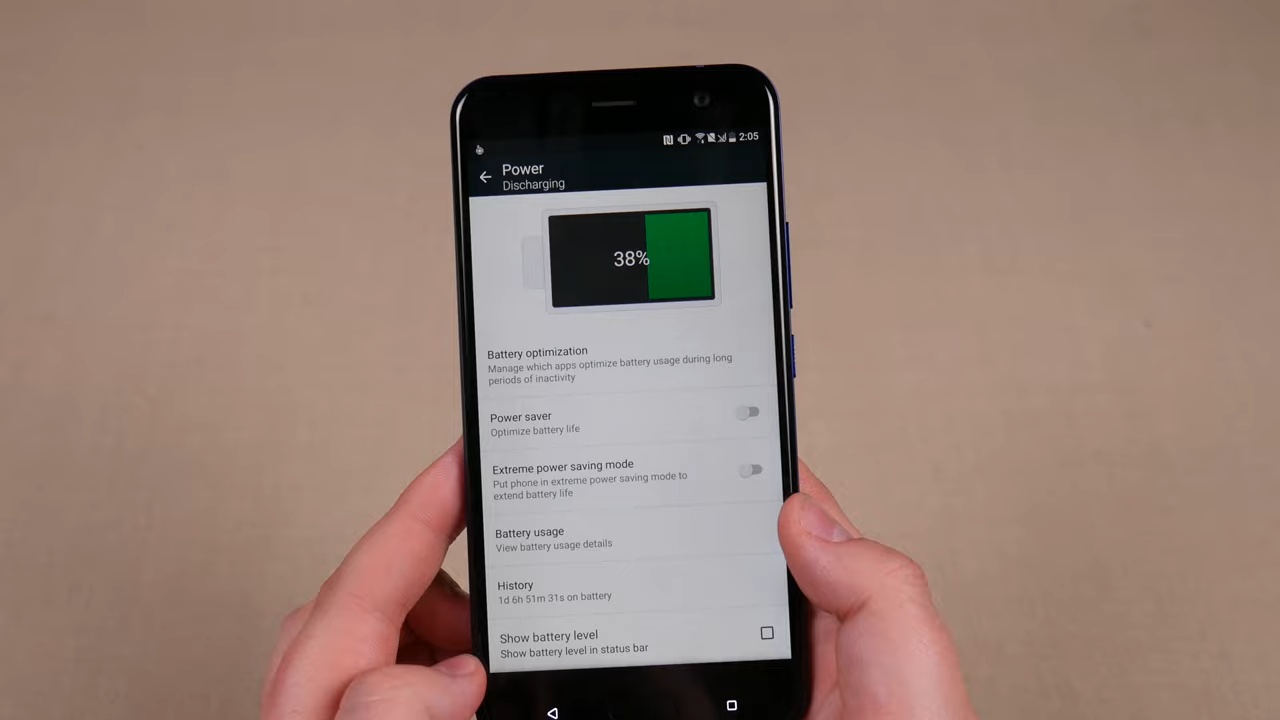 2:05
Power
Discharging
38%
Battery optimization
Manage which apps optimize battery usage during long
periods of inactivity
Power saver
Optimize battery life
Extreme power saving mode
Put phone in extreme power saving mode to
extend battery life
Battery usage
View battery usage details
History
1d 6h 51m 31s on battery
Show battery level
Show battery level in status bar